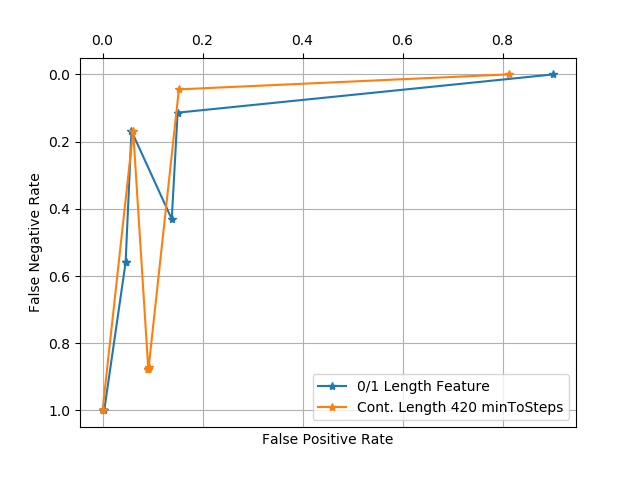 0.0 0.2 0.4 0.6 0.8
0.0
0.2
0.4
0.6
0.8
1.0
False Negative Rate
0/1 Length Feature
Cont. Length 420 minToSteps
False Positive Rate